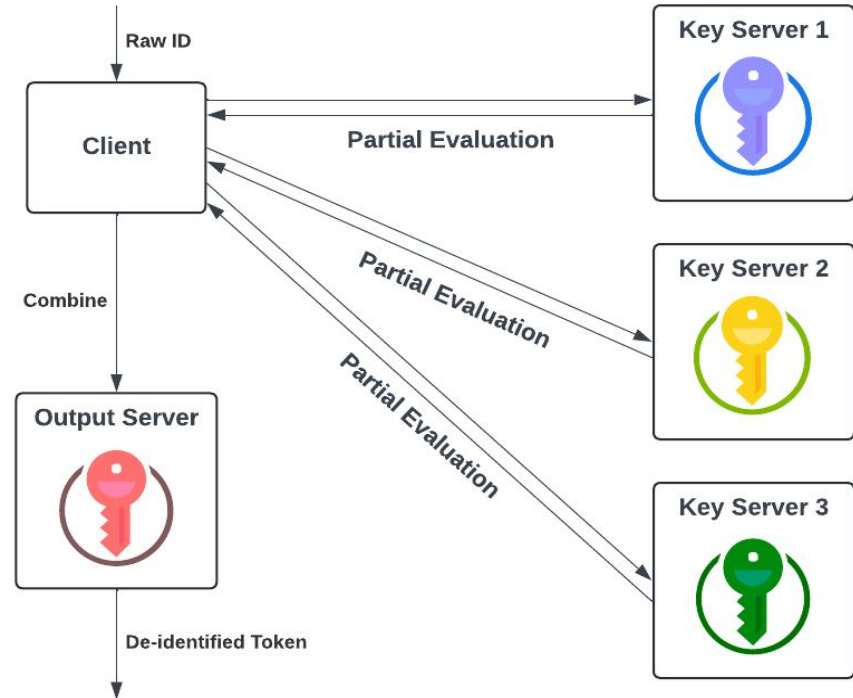 Raw ID
Key Server 1
Client
Partial Evaluation
Key Server 2
Partial Evaluation
Combine
Partial Evaluation
Output Server
Key Server 3
De-identified Token